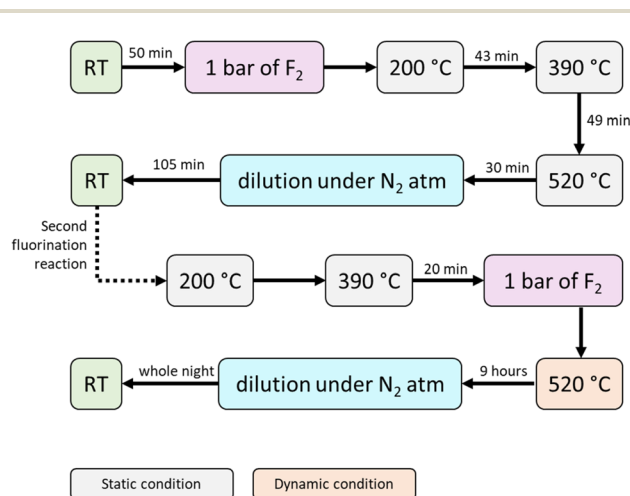 50 min
RT
1 bar of F₂
200 °C
43 min
390 °C
49 min
RT
105 min
dilution under N₂ atm
30 min
520 °C
Second
fluorination
reaction
200 °C
390 °C
20 min
1 bar of F₂
RT
whole night
dilution under N₂ atm
9 hours
520 °C
Static condition
Dynamic condition